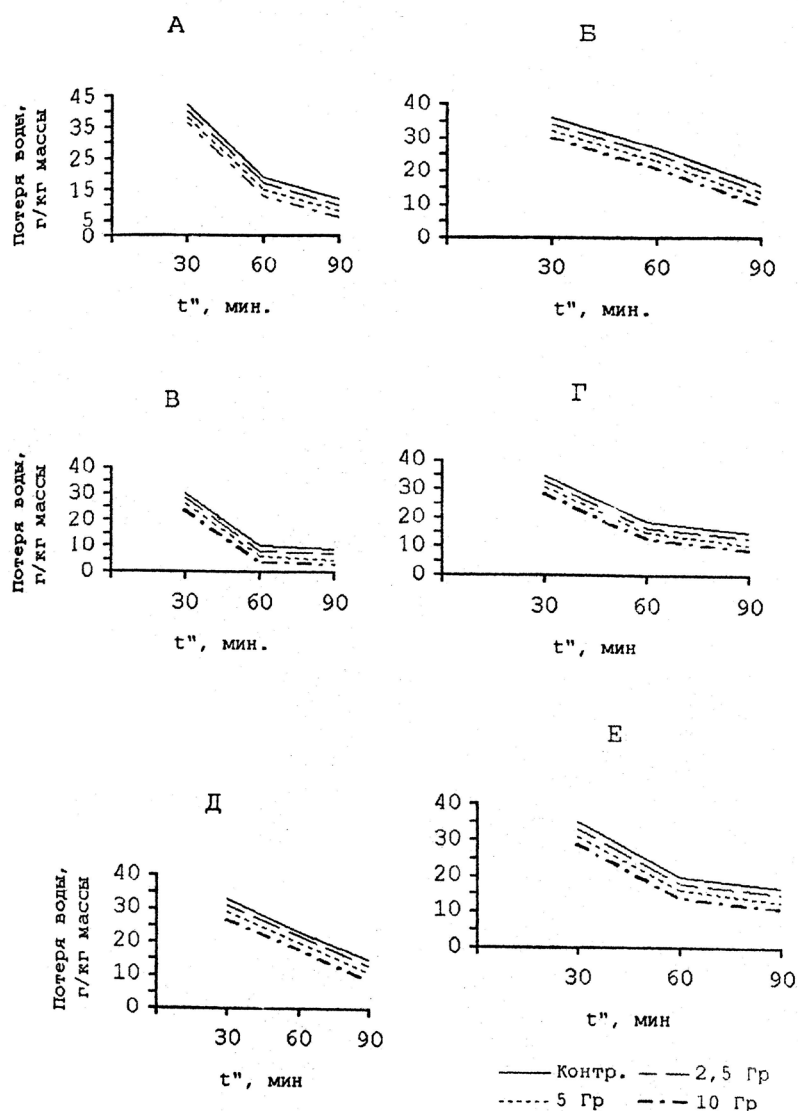 А
Потеря воды,
г/кг массы
45
35
25
15
5
0
30 60 90
t", мин.
Б
40
30
20
10
0
30 60 90
t", мин.
В
Потеря воды,
г/кг массы
40
30
20
10
0
30 60 90
t", мин.
Г
40
30
20
10
0
30 60 90
t", мин
Д
Потеря воды,
г/кг массы
40
30
20
10
0
30 60 90
t", мин
Е
40
30
20
10
0
30 60 90
t", мин
Контр. 2,5 Гр
5 Гр 10 Гр